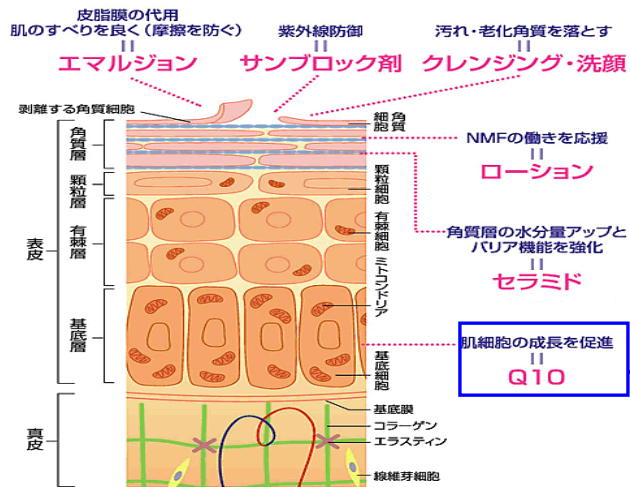 皮脂膜の代用
肌のすべりを良く(摩擦を防ぐ)
=
エマルジョン
紫外線防御
=
サンブロック剤
汚れ・老化角質を落とす
=
クレンジング・洗顔
剥離する角質細胞
角質細胞
角質層
NMFの働きを応援
=
ローション
顆粒層
顆粒細胞
有棘層
有棘細胞
表皮
角質層の水分量アップと
バリア機能を強化
=
セラミド
ミトコンドリア
基底層
基底細胞
肌細胞の成長を促進
=
Q10
真皮
基底膜
コラーゲン
エラスティン
線維芽細胞